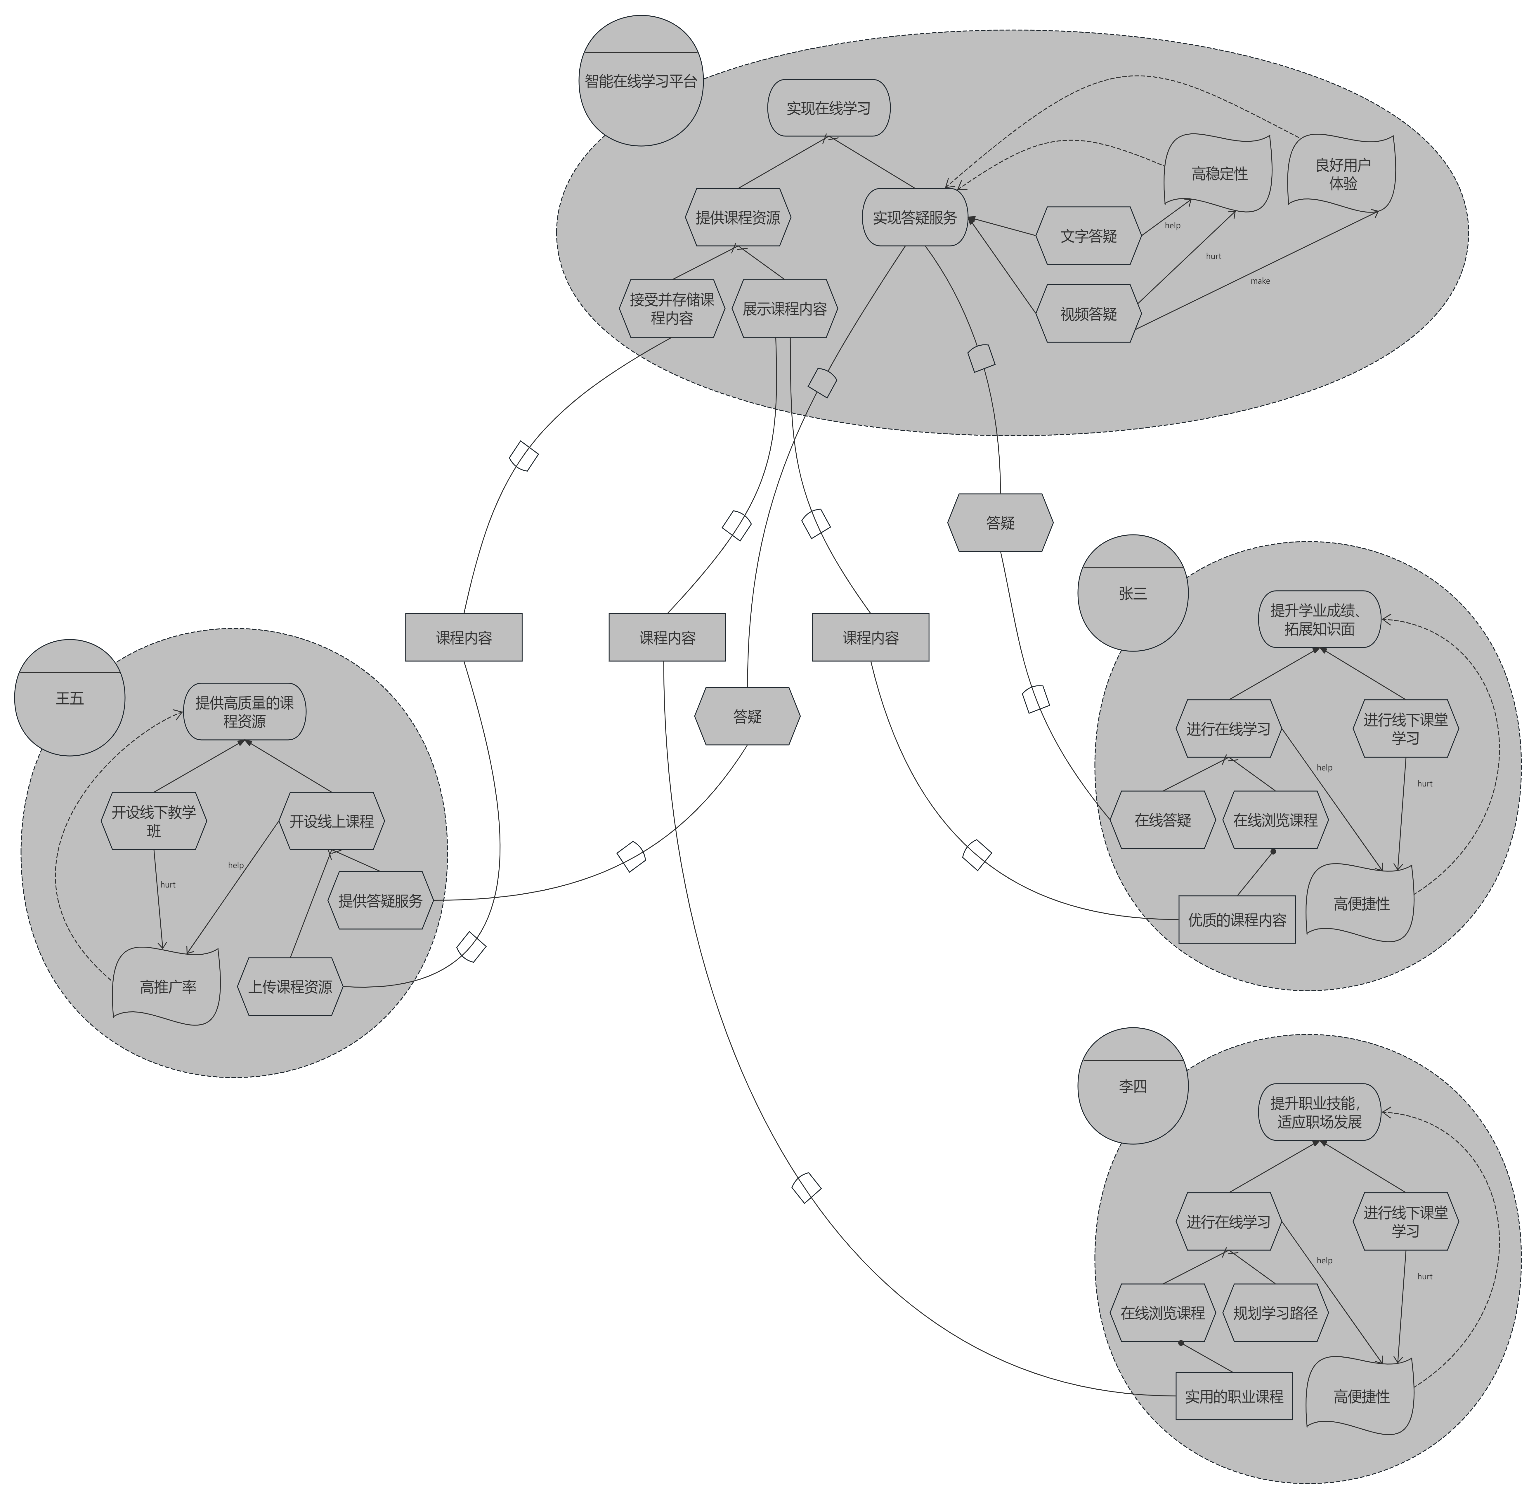 智能在线学习平台
实现在线学习
高稳定性
良好用户
体验
提供课程资源
实现答疑服务
文字答疑
help
hurt
make
接受并存储课
程内容
展示课程内容
视频答疑
答疑
课程内容
课程内容
课程内容
答疑
王五
提供高质量的课
程资源
开设线下教学
班
开设线上课程
hurt
help
提供答疑服务
高推广率
上传课程资源
张三
提升学业成绩、
拓展知识面
进行在线学习
进行线下课堂
学习
help
hurt
在线答疑
在线浏览课程
优质的课程内容
高便捷性
李四
提升职业技能，
适应职场发展
进行在线学习
进行线下课堂
学习
help
hurt
在线浏览课程
规划学习路径
实用的职业课程
高便捷性